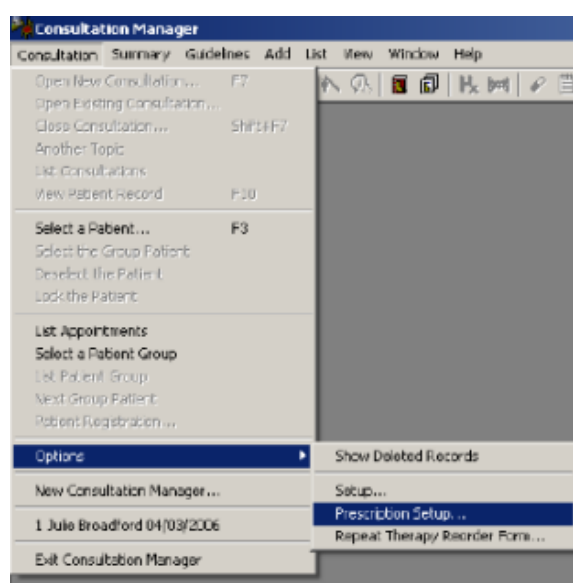 Consultation Manager
Consultation Summary Guidelines Add List View Window Help
Open New Consultation... F7
Open Existing Consultation...
Close Consultation... Shift+F7
Another Topic
List Consultations
View Patient Record F10
Select a Patient... F3
Select the Group Patient
Deselect the Patient
Lock the Patient
List Appointments
Select a Patient Group
List Patient Group
Next Group Patient
Patient Registration...
Options Show Deleted Records
New Consultation Manager... Setup...
Prescription Setup...
1 Julie Broadford 04/03/2006
Repeat Therapy Reorder Form...
Exit Consultation Manager